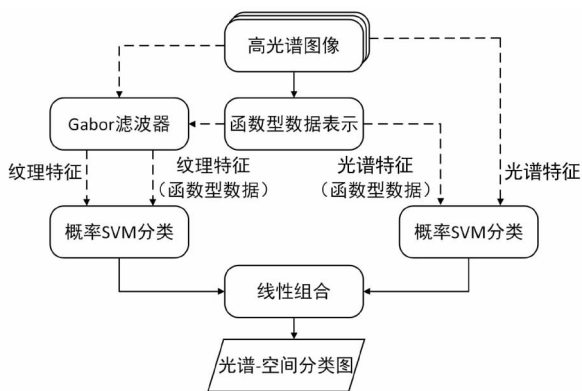 高光谱图像
Gabor滤波器
函数型数据表示
纹理特征
纹理特征
（函数型数据）
光谱特征
（函数型数据）
光谱特征
概率SVM分类
概率SVM分类
线性组合
光谱-空间分类图